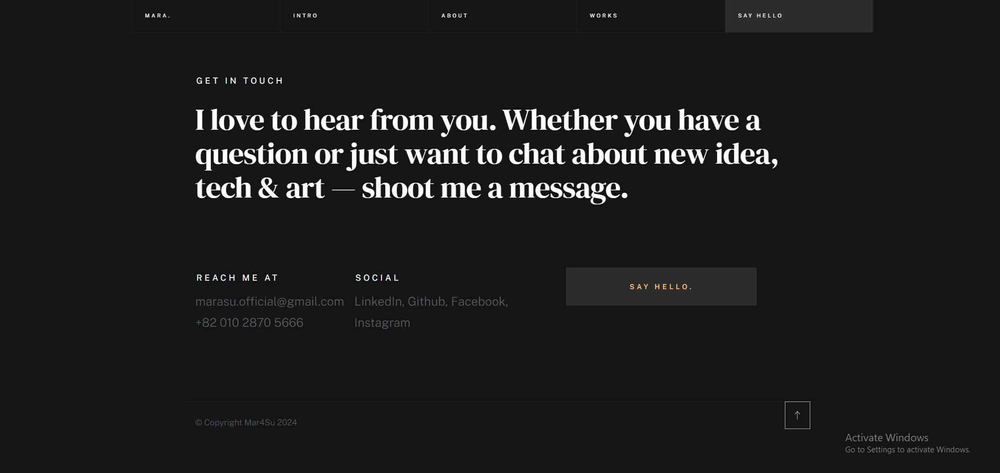 MARA.
INTRO
ABOUT
WORKS
SAY HELLO
GET IN TOUCH
I love to hear from you. Whether you have a
question or just want to chat about new idea,
tech & art — shoot me a message.
REACH ME AT
marasu.official@gmail.com
+82 010 2870 5666
SOCIAL
LinkedIn, Github, Facebook,
Instagram
SAY HELLO.
© Copyright Mar4Su 2024
Activate Windows
Go to Settings to activate Windows.